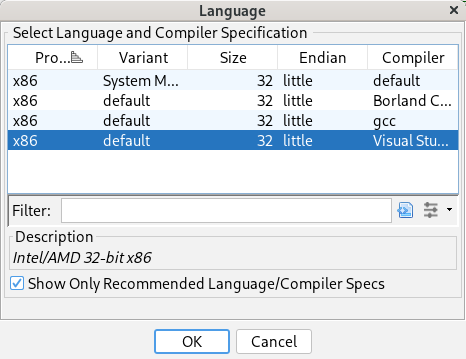 Language
Select Language and Compiler Specification
Pro... Variant Size Endian Compiler
x86 System M... 32 little default
x86 default 32 little Borland C...
x86 default 32 little gcc
x86 default 32 little Visual Stu...
Filter:
Description
Intel/AMD 32-bit x86
Show Only Recommended Language/Compiler Specs
OK Cancel